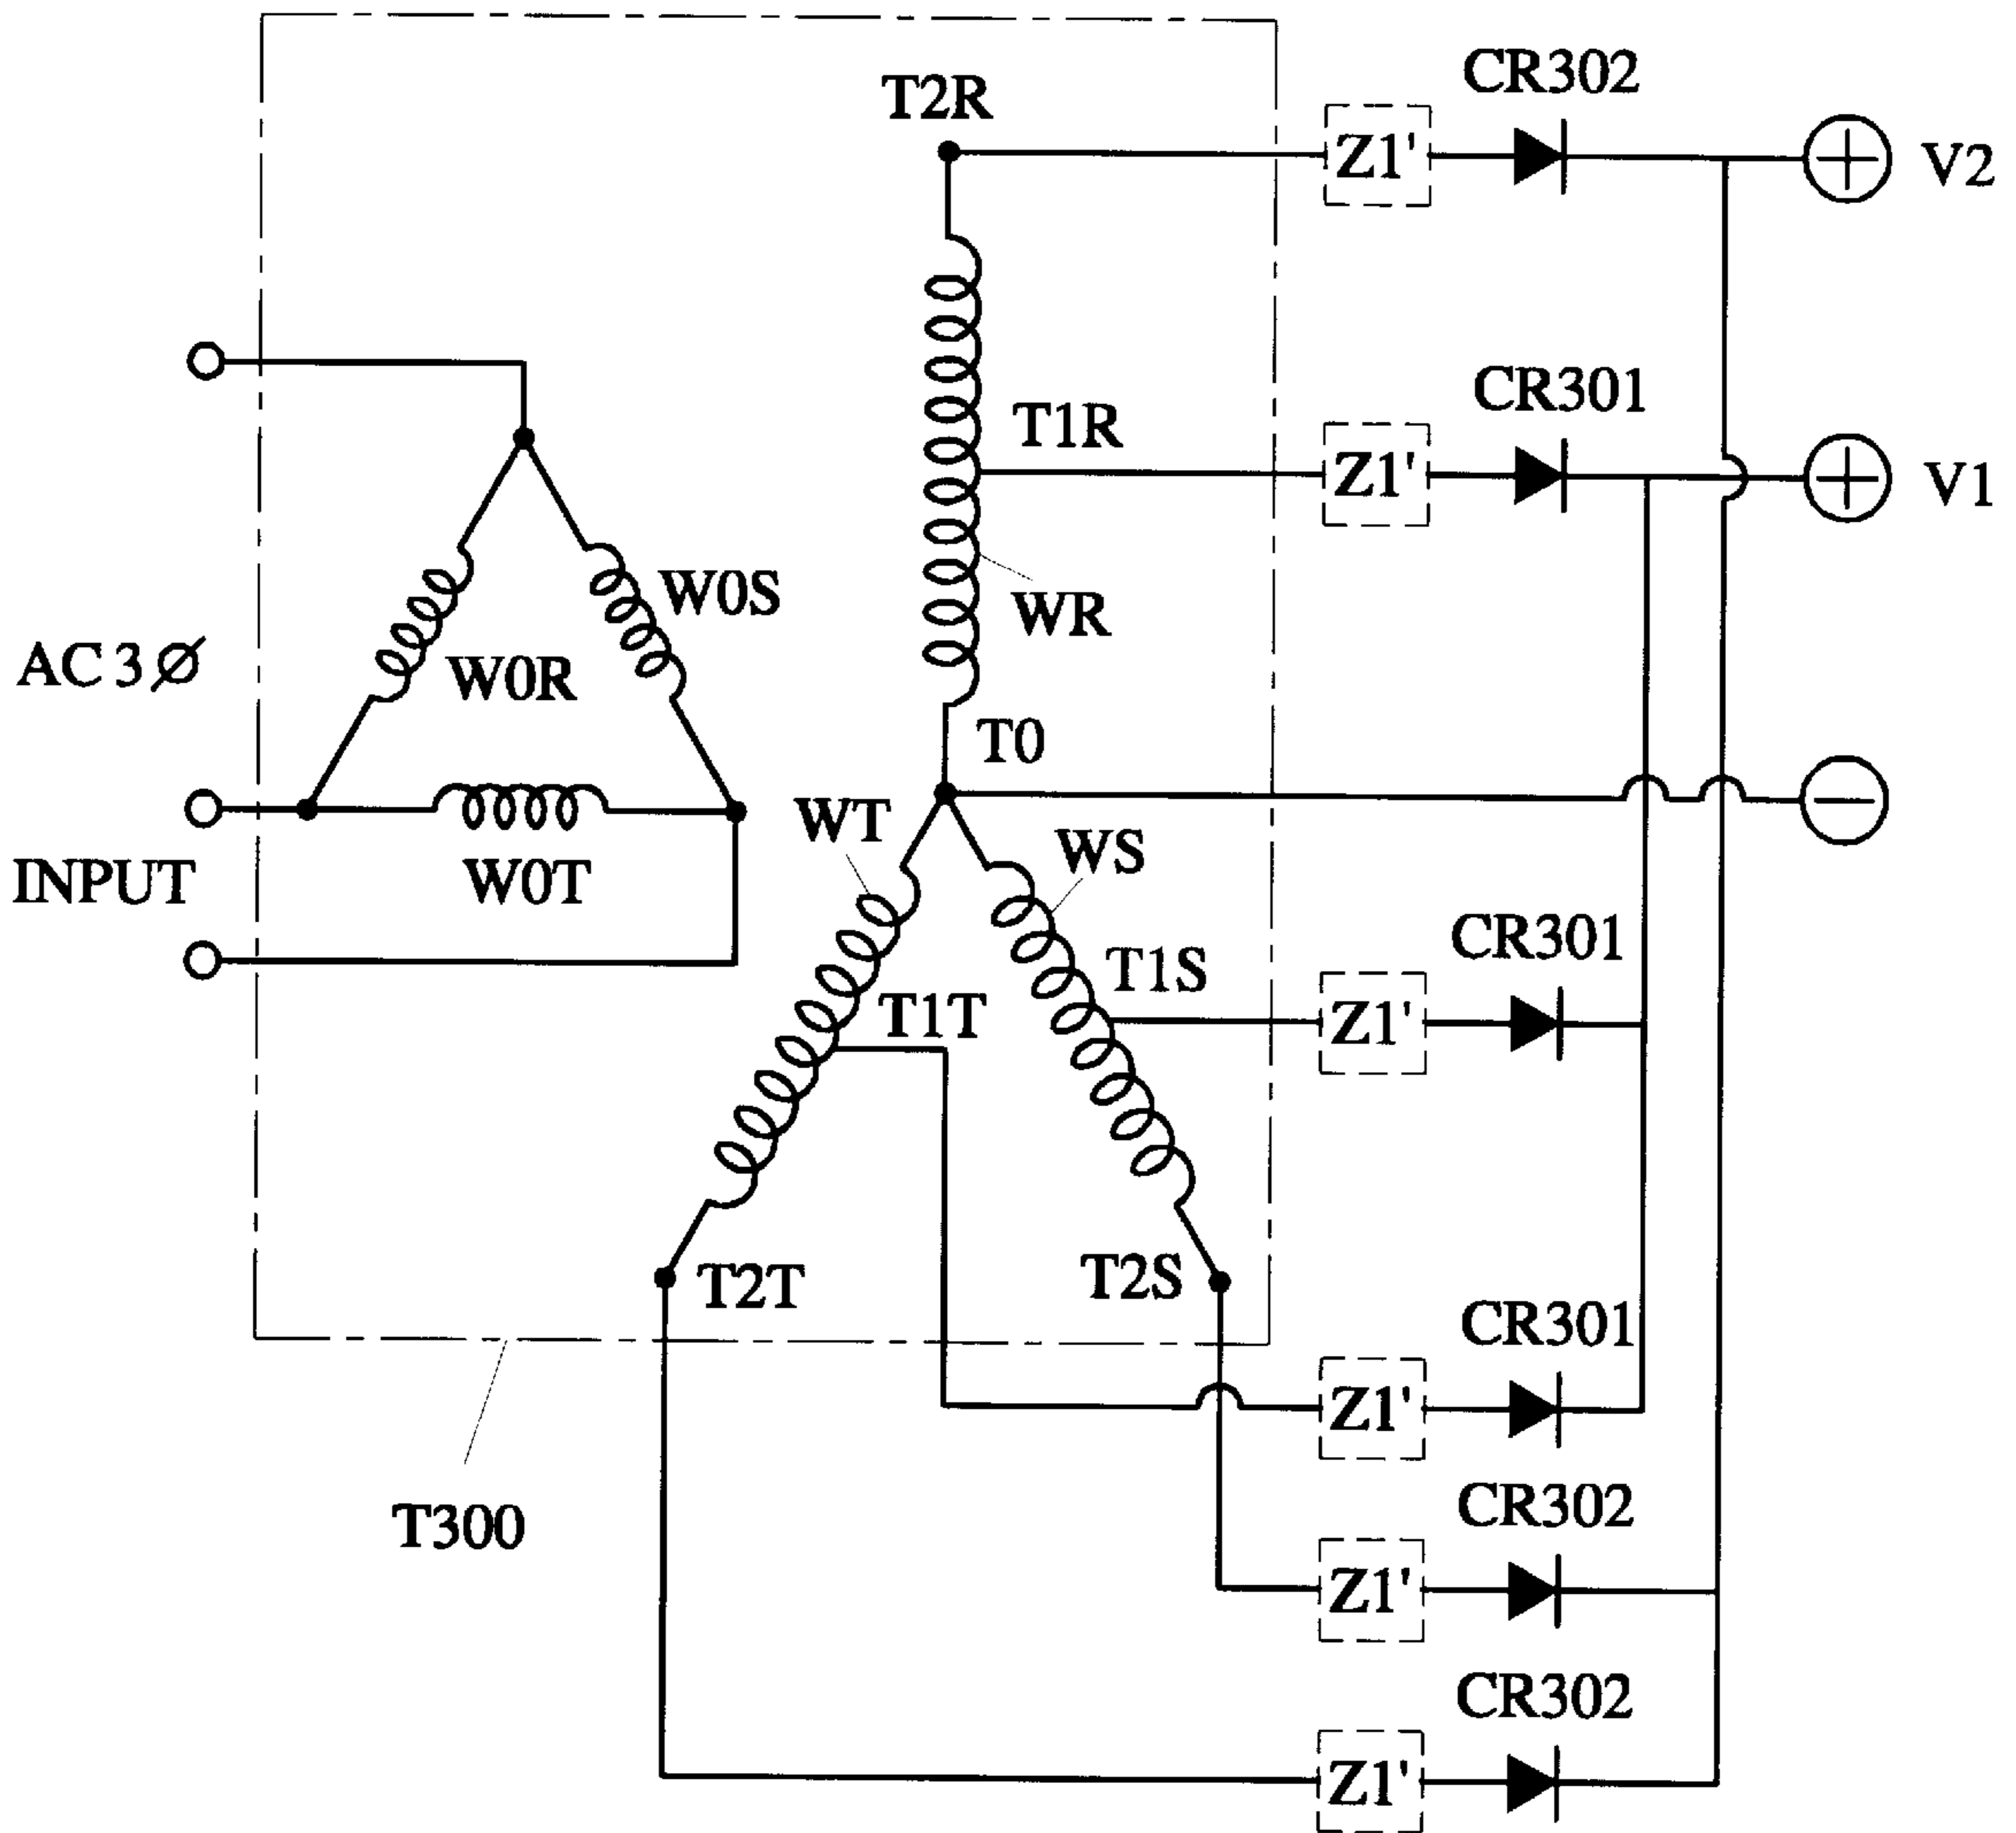 CR302
T2R
Z1'
V2
CR301
T1R
Z1'
V1
W0S
WR
AC 3 Ø
W0R
T0
WT
WS
INPUT
W0T
CR301
T1S
T1T
Z1'
T2T
T2S
CR301
Z1'
T300
CR302
Z1'
CR302
Z1'